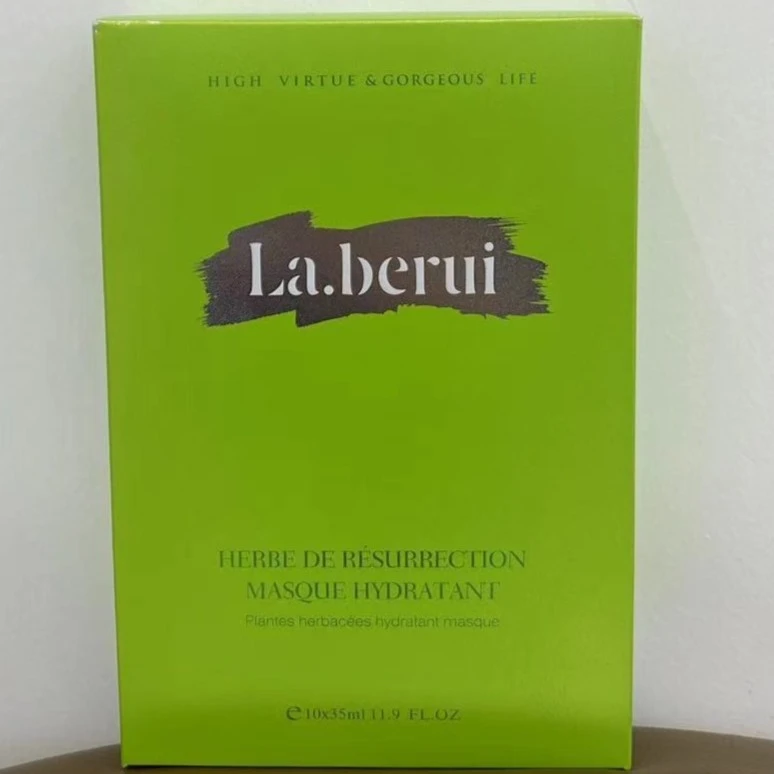 HIGH VIRTUE & GORGEOUS LIFE
La.berui
HERBE DE RÉSURRECTION
MASQUE HYDRATANT
Plantes herbacées hydratant masque
℮10x35ml 11.9 FL.OZ